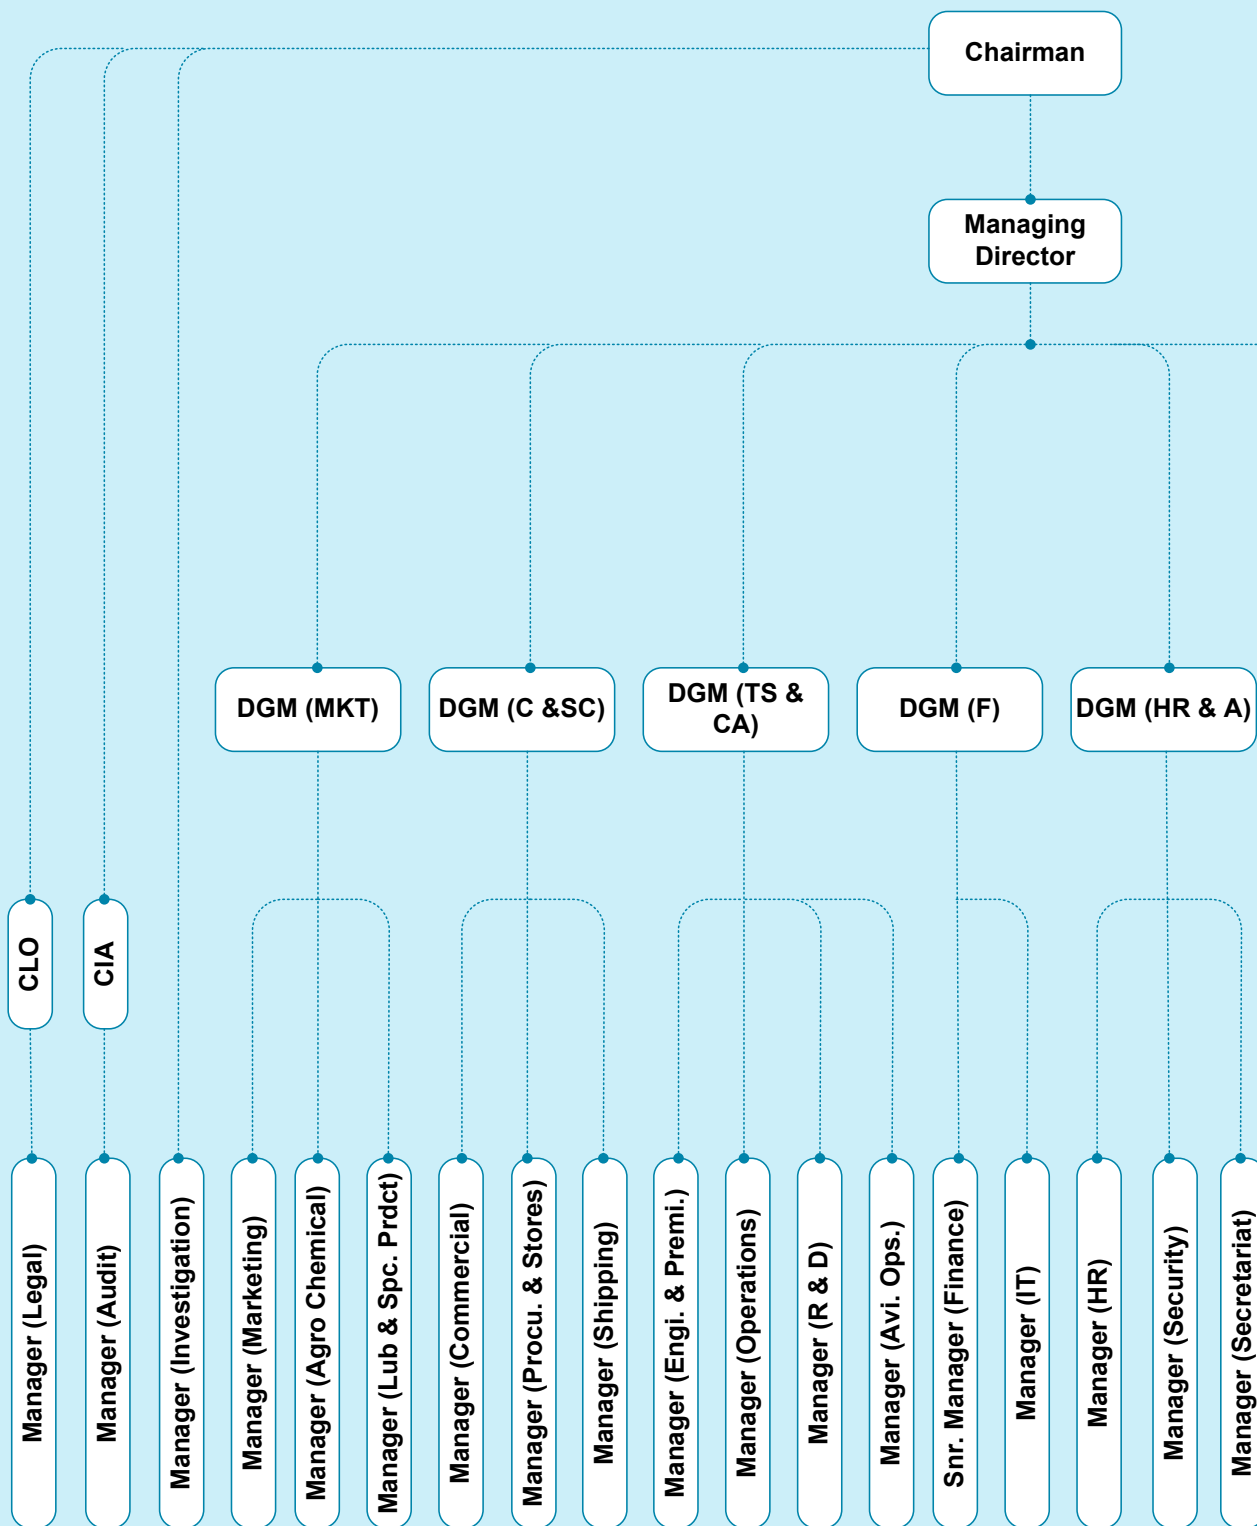 Chairman
Managing
Director
DGM (MKT)
DGM (C &SC)
DGM (TS &
CA)
DGM (F)
DGM (HR & A)
CLO
CIA
Manager (Legal)
Manager (Audit)
Manager (Investigation)
Manager (Marketing)
Manager (Agro Chemical)
Manager (Lub & Spc. Prdct)
Manager (Commercial)
Manager (Procu. & Stores)
Manager (Shipping)
Manager (Engi. & Premi.)
Manager (Operations)
Manager (R & D)
Manager (Avi. Ops.)
Snr. Manager (Finance)
Manager (IT)
Manager (HR)
Manager (Security)
Manager (Secretariat)